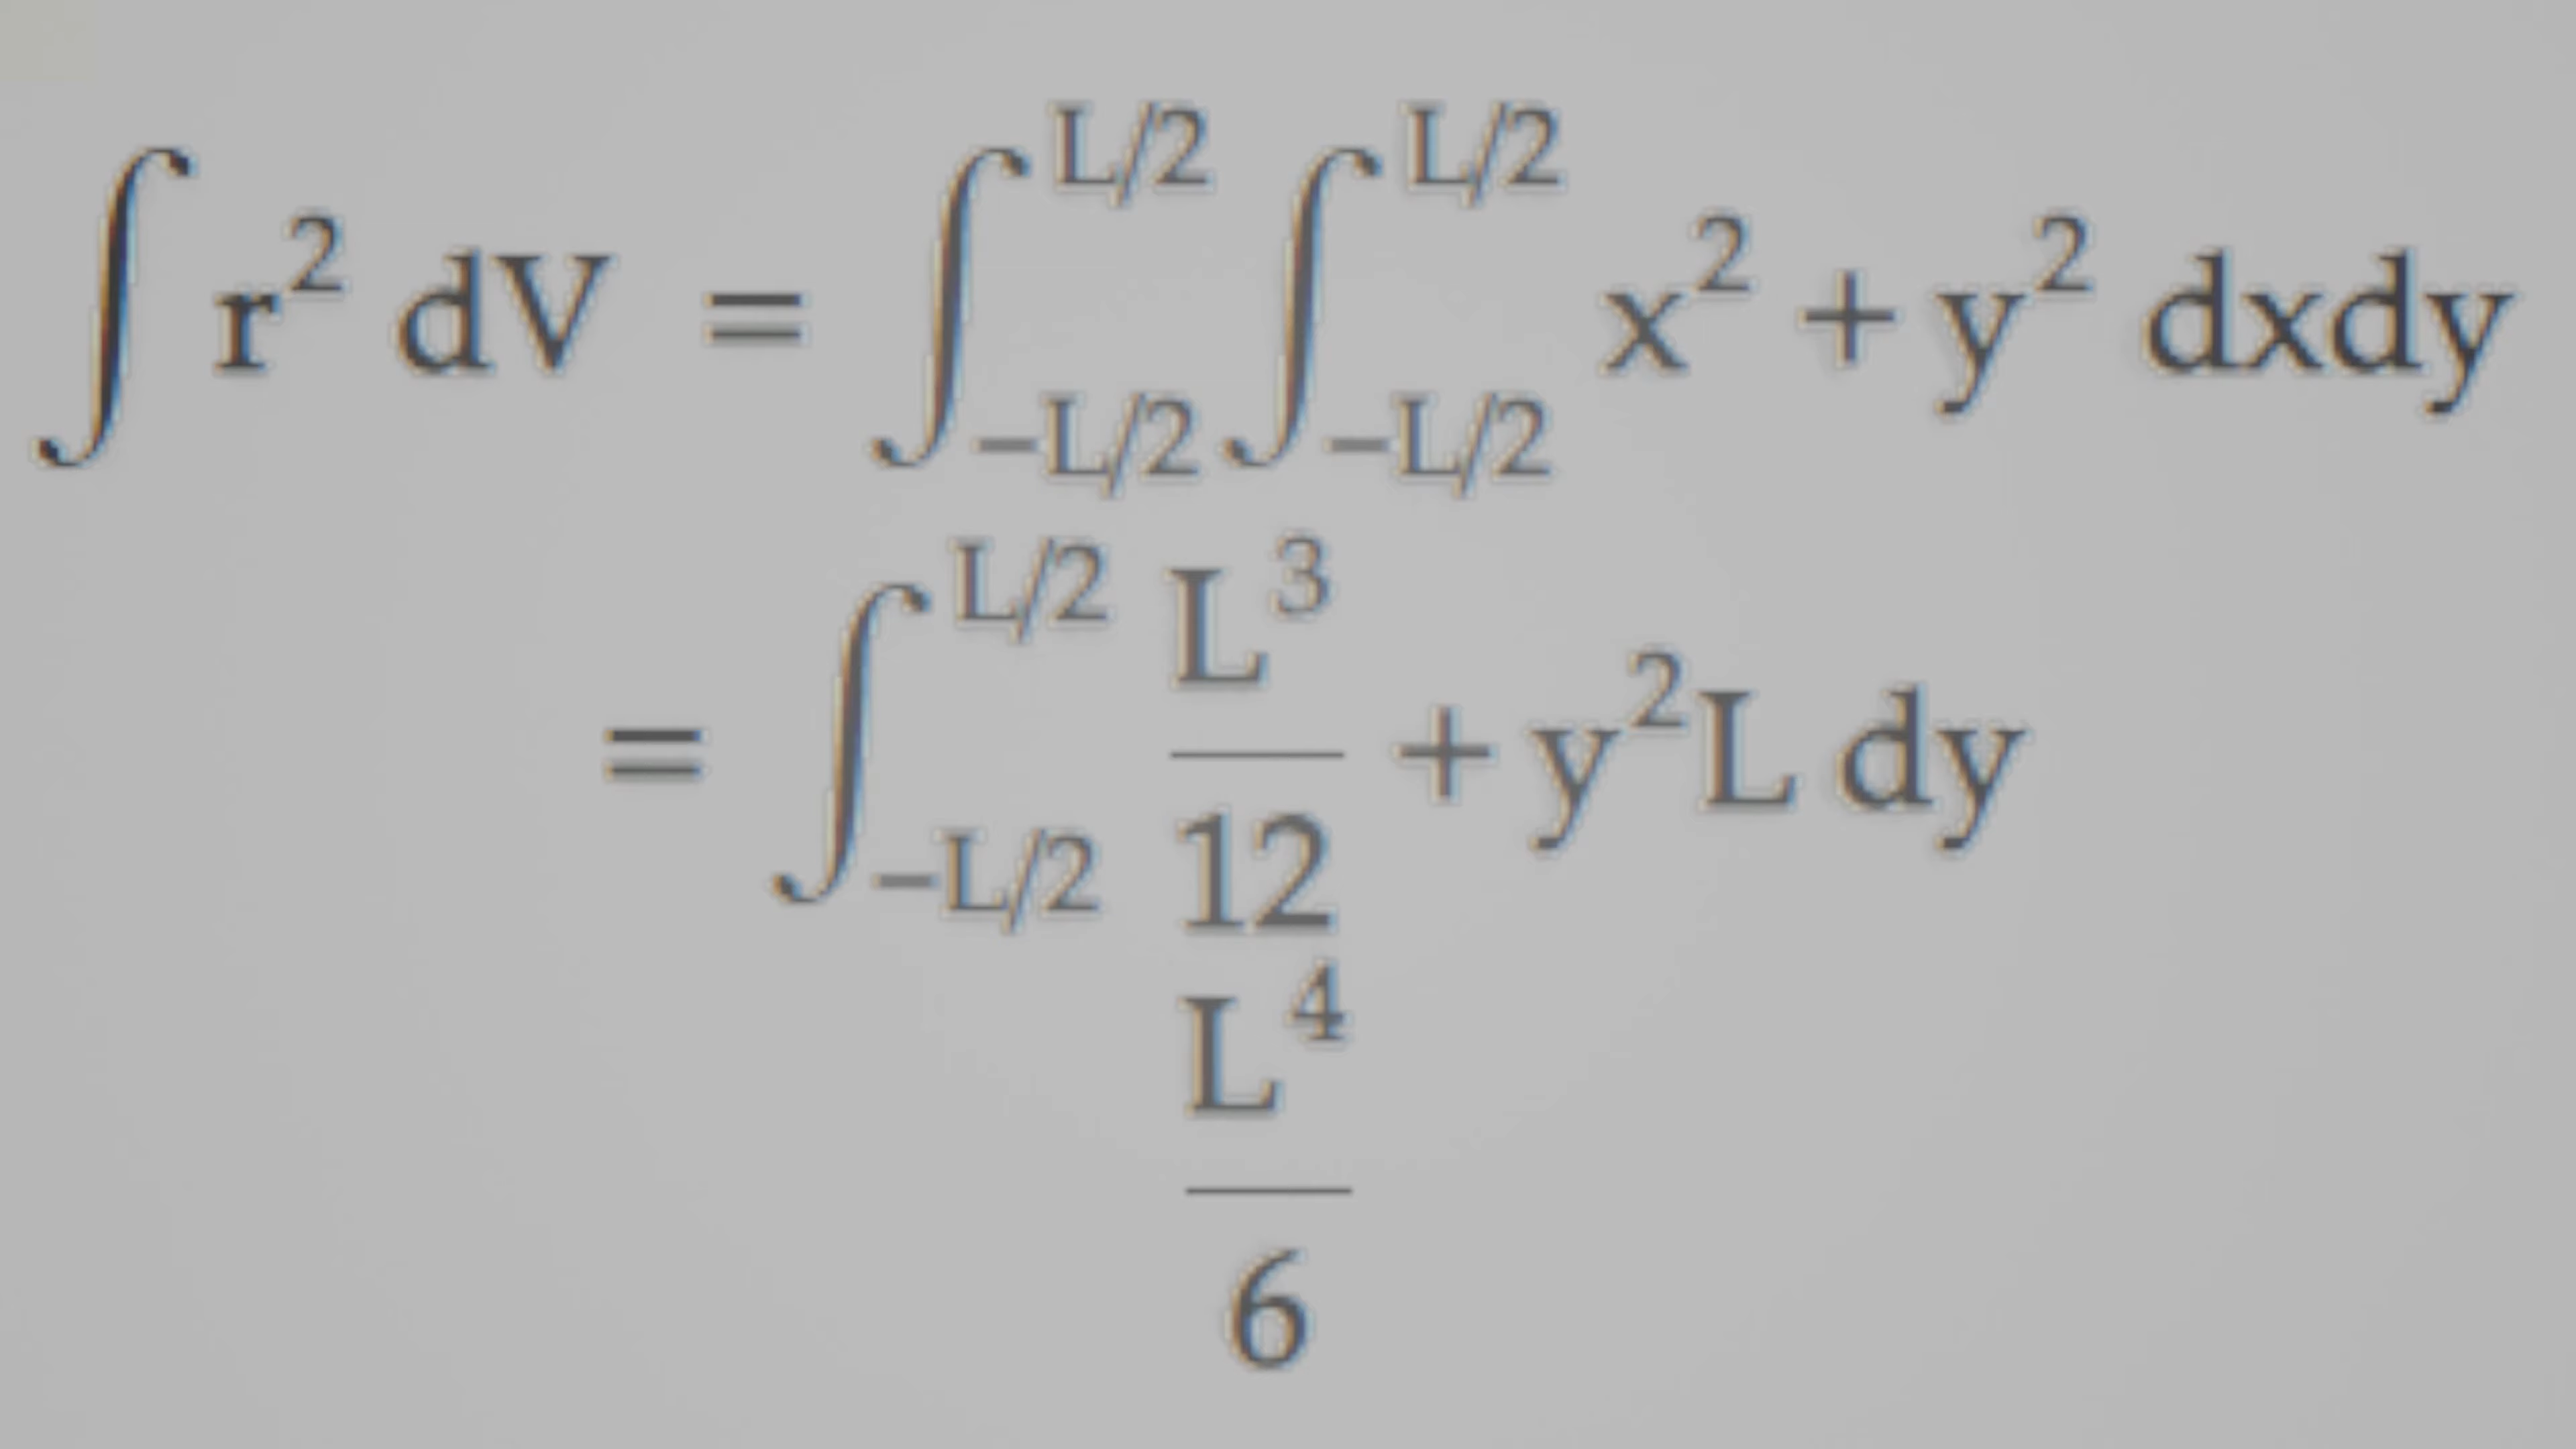 ∫ r² dV = ∫_{-L/2}^{L/2} ∫_{-L/2}^{L/2} x² + y² dxdy
= ∫_{-L/2}^{L/2} L³/12 + y²L dy
L⁴/6